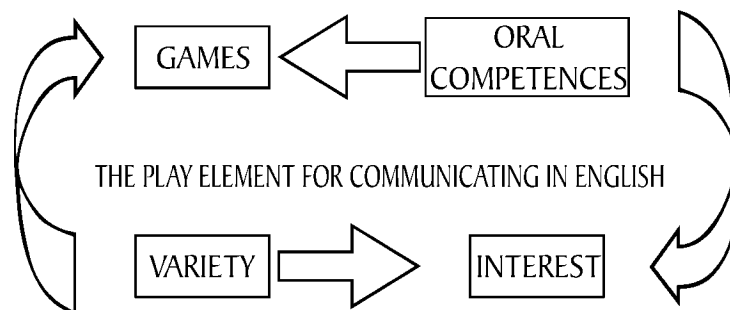 GAMES
ORAL
COMPETENCES
THE PLAY ELEMENT FOR COMMUNICATING IN ENGLISH
VARIETY
INTEREST